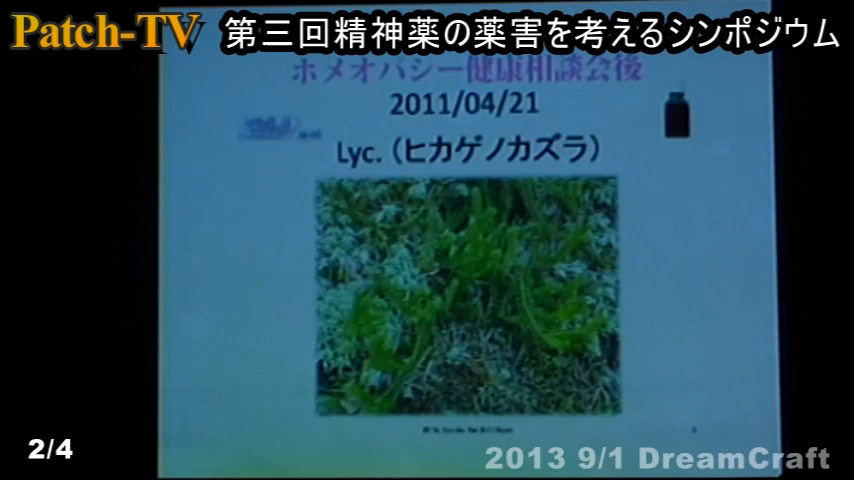 Patch-TV 第三回精神薬の薬害を考えるシンポジウム
ホメオパシー健康相談会後
2011/04/21
Lyc.（ヒカゲノカズラ）
2/4
2013 9/1 DreamCraft